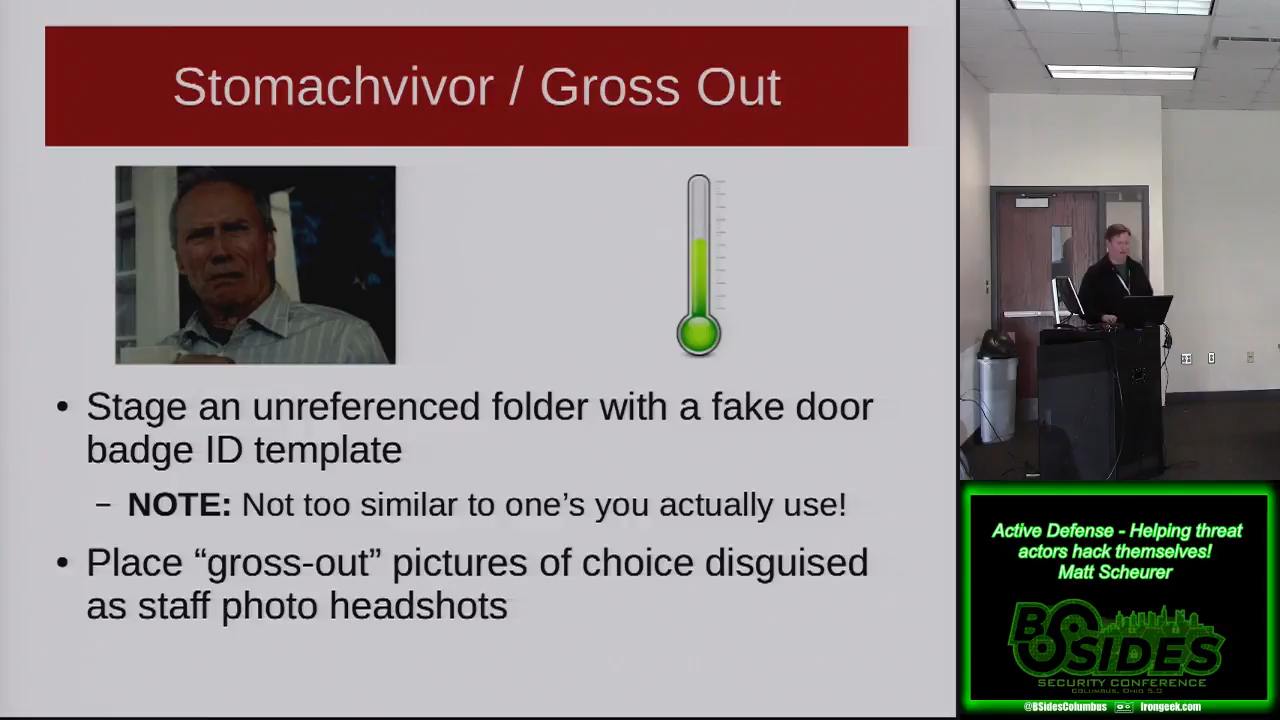 Stomachvivor / Gross Out
• Stage an unreferenced folder with a fake door
badge ID template
– NOTE: Not too similar to one's you actually use!
• Place “gross-out” pictures of choice disguised
as staff photo headshots
Active Defense - Helping threat
actors hack themselves!
Matt Scheurer
BSIDES
SECURITY CONFERENCE
COLUMBUS, OHIO 5.0
@BSidesColumbus irongeek.com